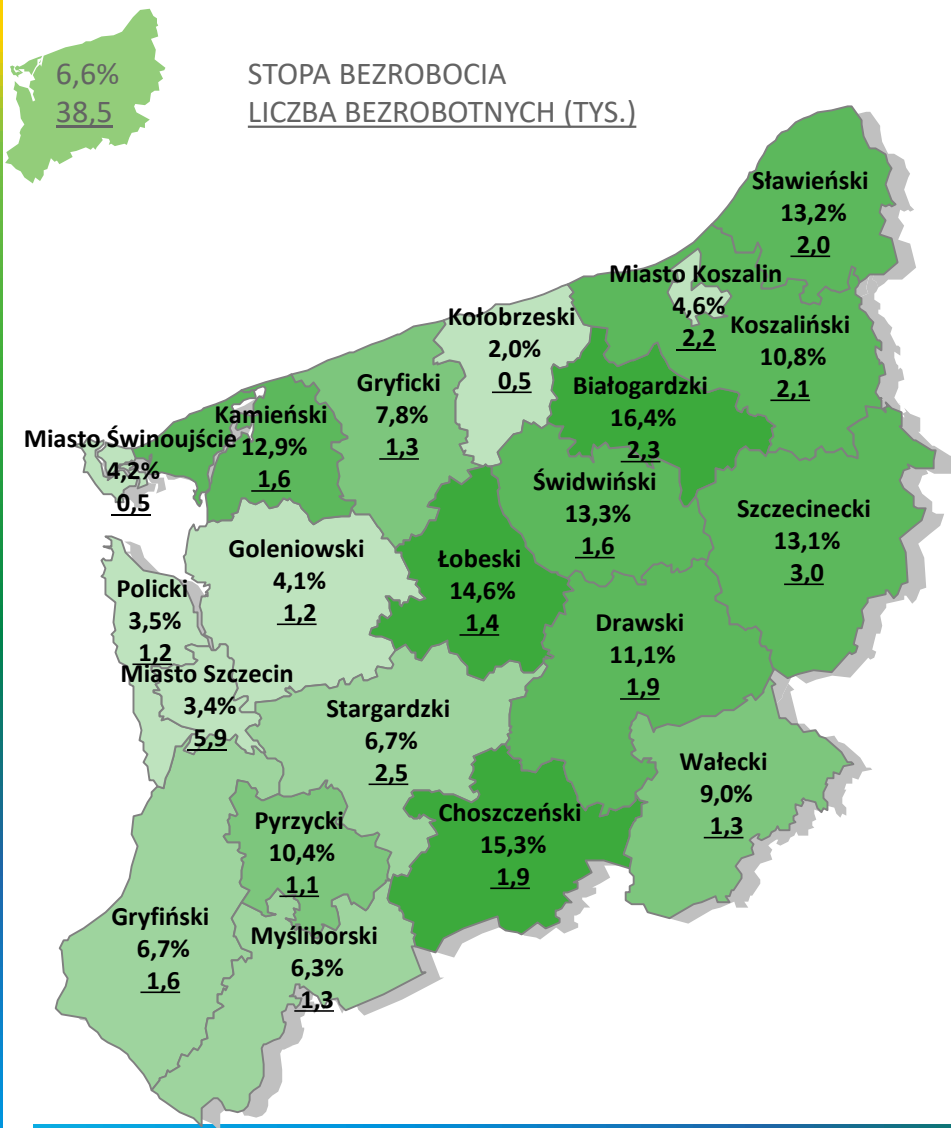 6,6%
38,5
STOPA BEZROBOCIA
LICZBA BEZROBOTNYCH (TYS.)
Sławieński
13,2%
2,0
Miasto Koszalin
4,6%
2,2
Koszaliński
10,8%
2,1
Kołobrzeski
2,0%
0,5
Białogardzki
16,4%
2,3
Gryficki
7,8%
1,3
Kamieński
12,9%
1,6
Miasto Świnoujście
4,2%
0,5
Świdwiński
13,3%
1,6
Szczecinecki
13,1%
3,0
Goleniowski
4,1%
1,2
Łobeski
14,6%
1,4
Policki
3,5%
1,2
Drawski
11,1%
1,9
Miasto Szczecin
3,4%
5,9
Stargardzki
6,7%
2,5
Wałecki
9,0%
1,3
Choszczeński
15,3%
1,9
Pyrzycki
10,4%
1,1
Gryfiński
6,7%
1,6
Myśliborski
6,3%
1,3